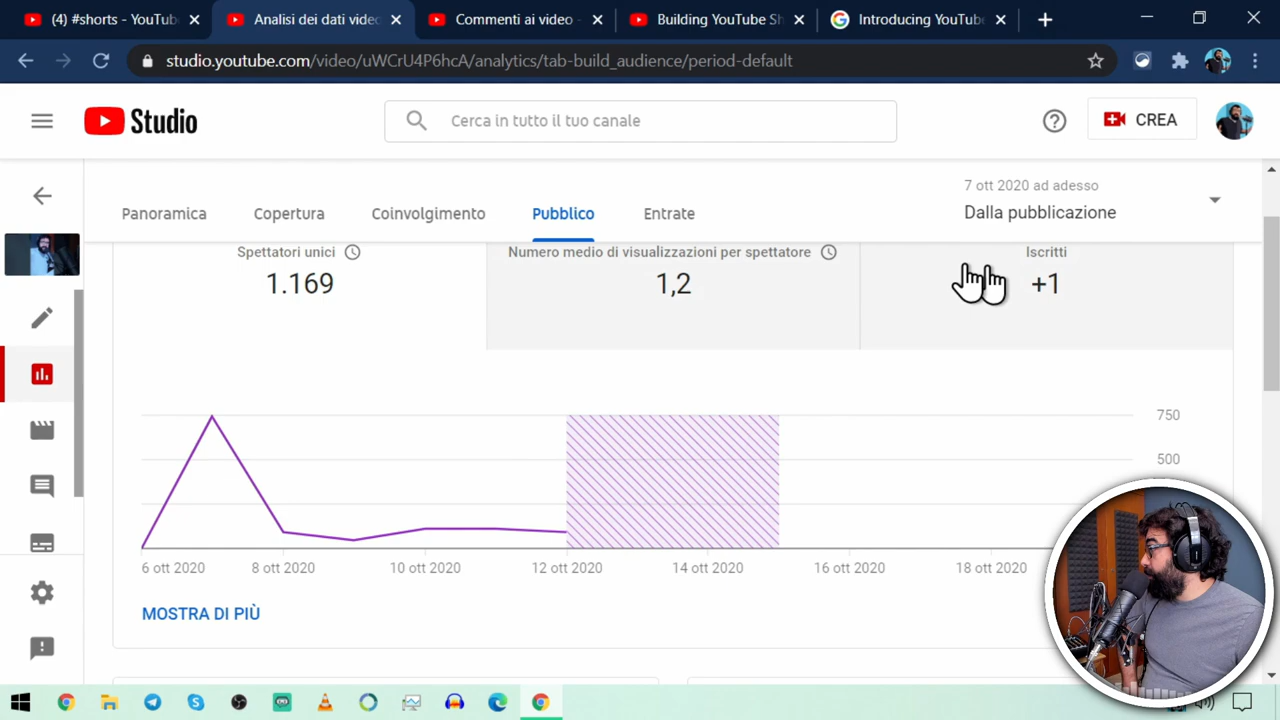 (4) #shorts - YouTub
Analisi dei dati video
Commenti ai video -
Building YouTube Sh
Introducing YouTube
studio.youtube.com/video/uWCrU4P6hcA/analytics/tab-build_audience/period-default
Studio
Cerca in tutto il tuo canale
CREA
Panoramica
Copertura
Coinvolgimento
Pubblico
Entrate
7 ott 2020 ad adesso
Dalla pubblicazione
Spettatori unici
1.169
Numero medio di visualizzazioni per spettatore
1,2
Iscritti
+1
750
500
6 ott 2020
8 ott 2020
10 ott 2020
12 ott 2020
14 ott 2020
16 ott 2020
18 ott 2020
MOSTRA DI PIÙ